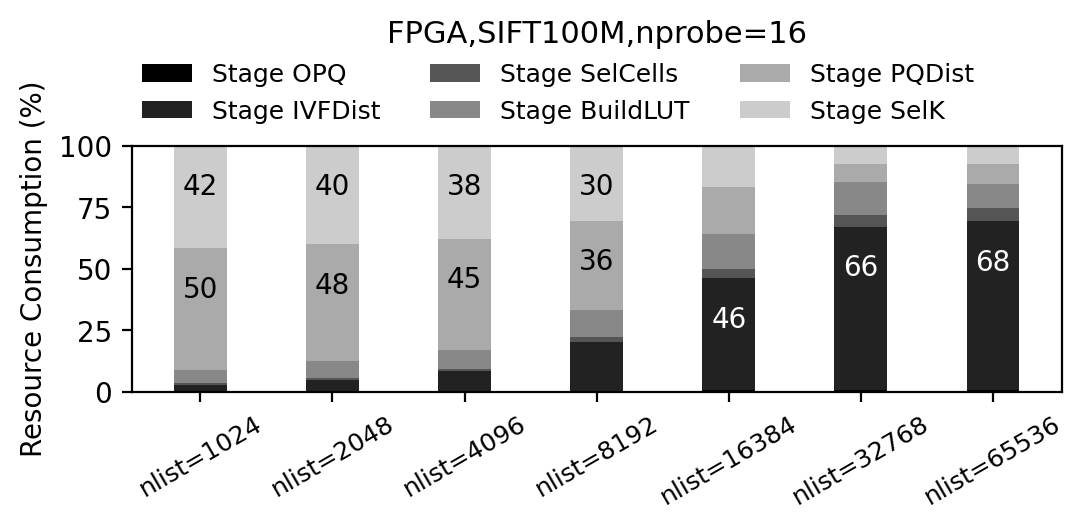 FPGA,SIFT100M,nprobe=16
Stage OPQ Stage SelCells Stage PQDist
Stage IVFDist Stage BuildLUT Stage SelK
Resource Consumption (%)
100
75
50
25
0
42 40 38 30
50 48 45 36 46 66 68
nlist=1024 nlist=2048 nlist=4096 nlist=8192 nlist=16384 nlist=32768 nlist=65536